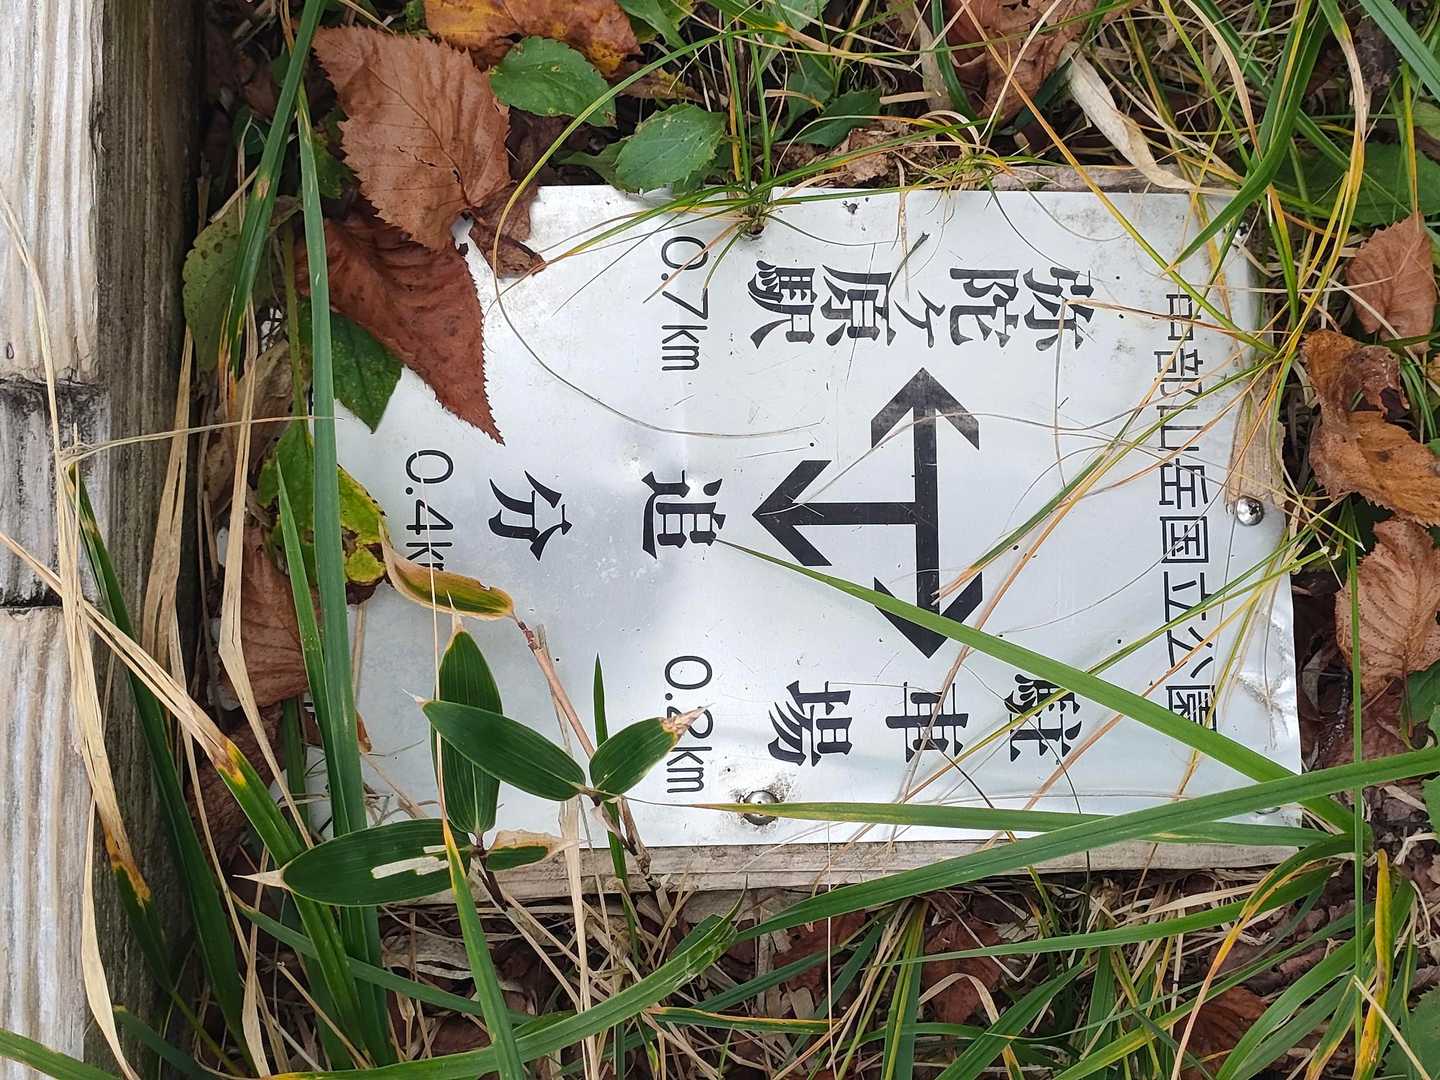 中部山岳国立公園
弥陀ヶ原駅
0.7km
追分
0.4km
駐車場
0.2km